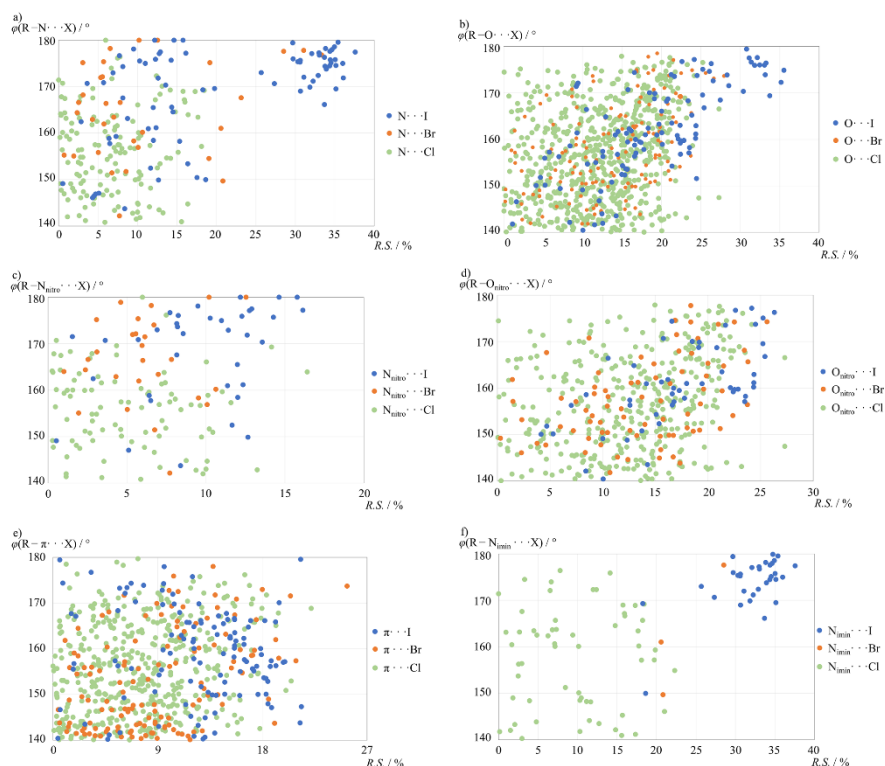 a)
φ(R−N···X) / °
180
170
160
150
140
0 5 10 15 20 25 30 35 40
R.S. / %
N···I
N···Br
N···Cl
b)
φ(R−O···X) / °
180
170
160
150
140
0 5 10 15 20 25 30 35 40
R.S. / %
O···I
O···Br
O···Cl
c)
φ(R−Nnitro···X) / °
180
170
160
150
140
0 5 10 15 20
R.S. / %
Nnitro···I
Nnitro···Br
Nnitro···Cl
d)
φ(R−Onitro···X) / °
180
170
160
150
140
0 5 10 15 20 25 30
R.S. / %
Onitro···I
Onitro···Br
Onitro···Cl
e)
φ(R−π···X) / °
180
170
160
150
140
0 9 18 27
R.S. / %
π···I
π···Br
π···Cl
f)
φ(R−Nimin···X) / °
180
170
160
150
140
0 5 10 15 20 25 30 35 40
R.S. / %
Nimin···I
Nimin···Br
Nimin···Cl